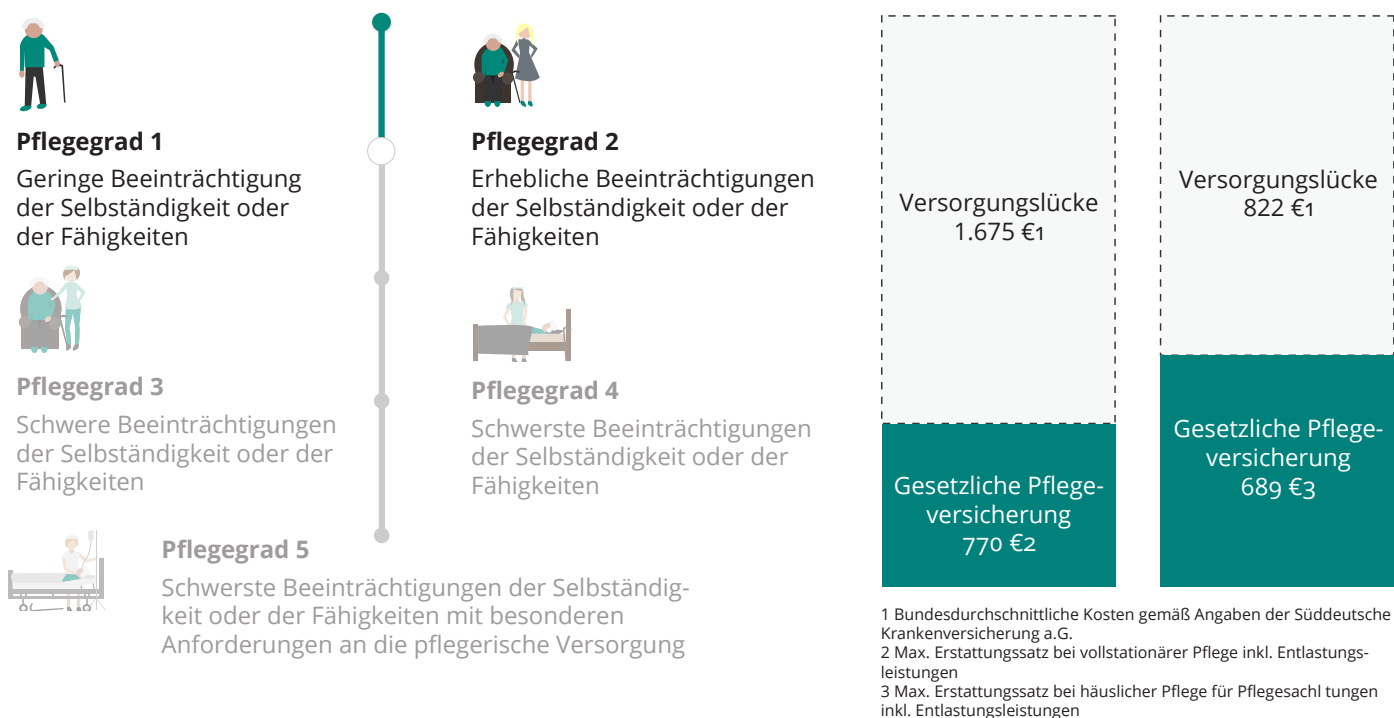 Pflegegrad 1
Geringe Beeinträchtigung
der Selbständigkeit oder
der Fähigkeiten
Pflegegrad 2
Erhebliche Beeinträchtigungen
der Selbständigkeit oder der
Fähigkeiten
Pflegegrad 3
Schwere Beeinträchtigungen
der Selbständigkeit oder der
Fähigkeiten
Pflegegrad 4
Schwerste Beeinträchtigungen
der Selbständigkeit oder der
Fähigkeiten
Pflegegrad 5
Schwerste Beeinträchtigungen der Selbständig-
keit oder der Fähigkeiten mit besonderen
Anforderungen an die pflegerische Versorgung
Versorgungslücke
1.675 €1
Gesetzliche Pflege-
versicherung
770 €2
Versorgungslücke
822 €1
Gesetzliche Pflege-
versicherung
689 €3
1 Bundesdurchschnittliche Kosten gemäß Angaben der Süddeutsche
Krankenversicherung a.G.
2 Max. Erstattungssatz bei vollstationärer Pflege inkl. Entlastungs-
leistungen
3 Max. Erstattungssatz bei häuslicher Pflege für Pflegesachl tungen
inkl. Entlastungsleistungen